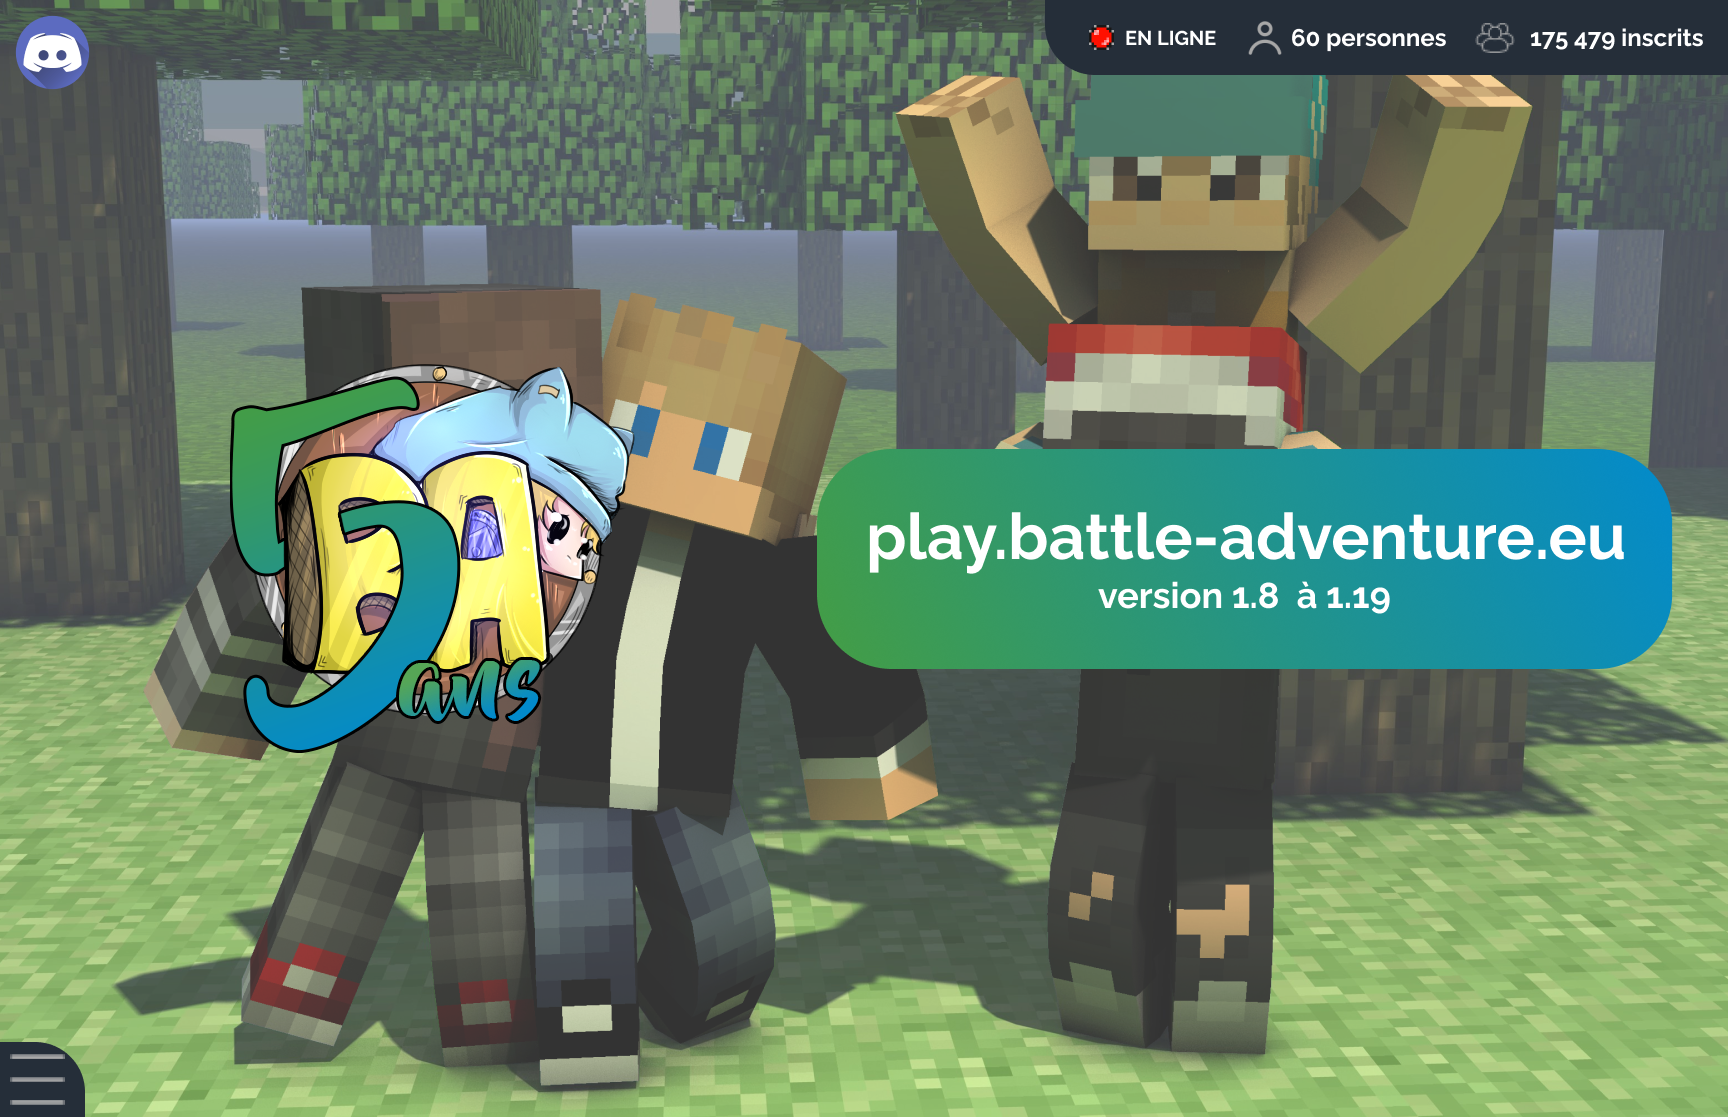 EN LIGNE
60 personnes
175 479 inscrits
BA
5 ans
play.battle-adventure.eu
version 1.8 à 1.19